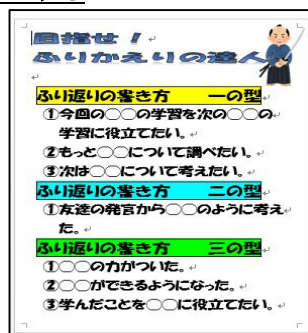 目指せ！
ふりかえりの達人
ふり返りの書き方　一の型
①今回の○○の学習を次の○○の
学習に役立てたい。
②もっと○○について調べたい。
③次は○○について考えたい。
ふり返りの書き方　二の型
①友達の発言から○○のように考え
た。
ふり返りの書き方　三の型
①○○の力がついた。
②○○ができるようになった。
③学んだことを○○に役立てたい。